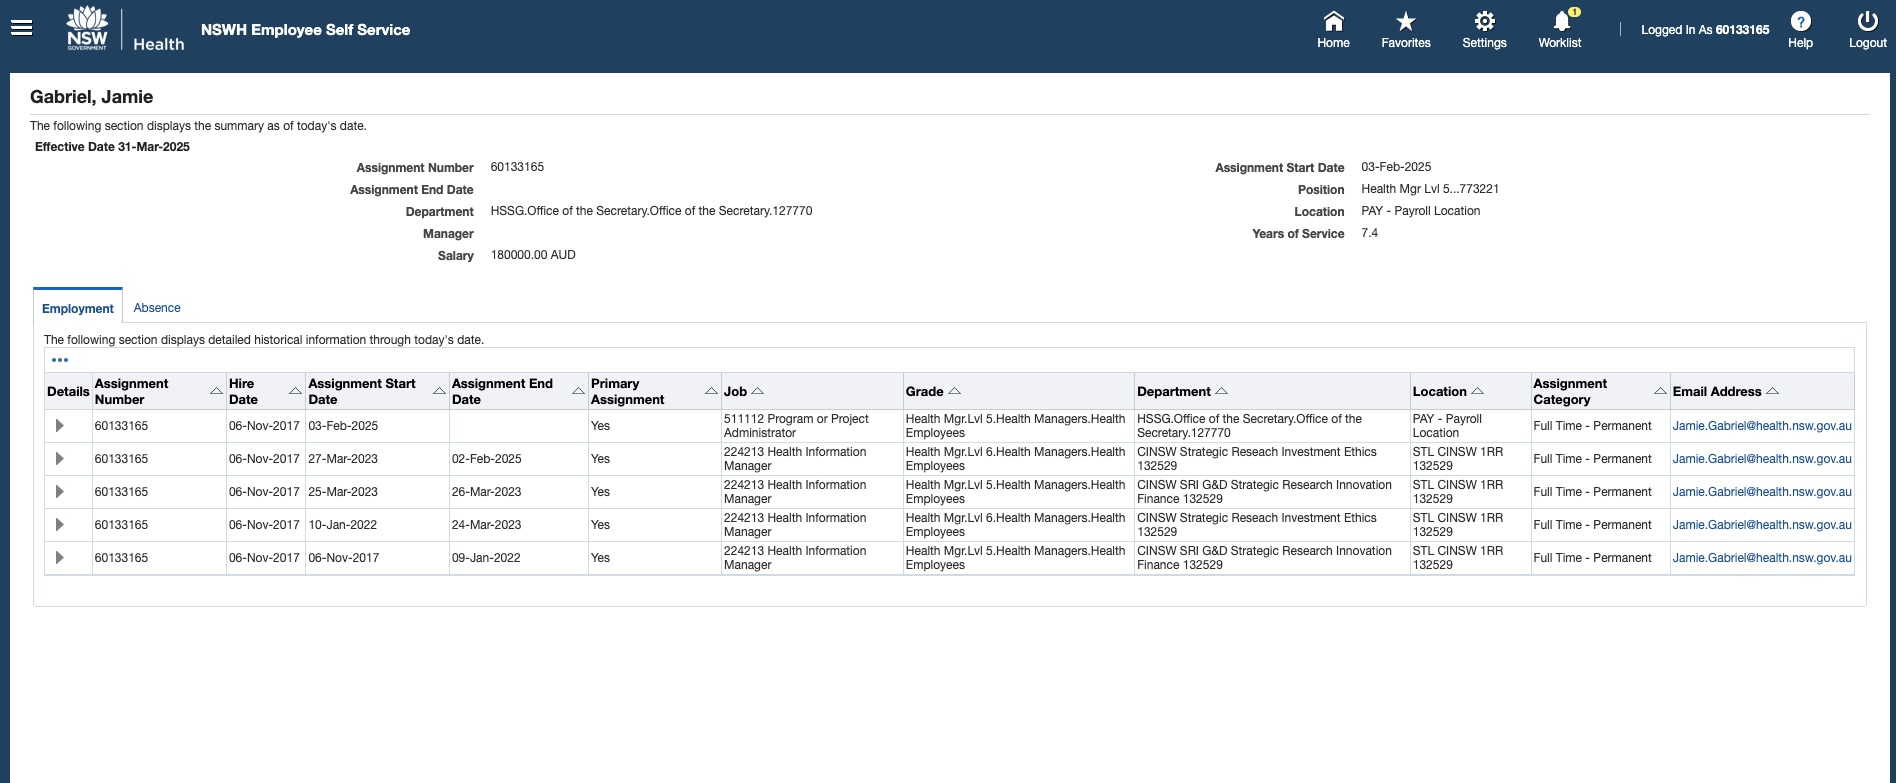 NSW
GOVERNMENT
Health
NSWH Employee Self Service
Home
Favorites
Settings
1
Worklist
Logged In As 60133165
?
Help
Logout
Gabriel, Jamie
The following section displays the summary as of today's date.
Effective Date 31-Mar-2025
Assignment Number 60133165
Assignment End Date
Department HSSG.Office of the Secretary.Office of the Secretary.127770
Manager
Salary 180000.00 AUD
Assignment Start Date 03-Feb-2025
Position Health Mgr Lvl 5...773221
Location PAY - Payroll Location
Years of Service 7.4
Employment Absence
The following section displays detailed historical information through today's date.
Details Assignment Number Hire Date Assignment Start Date Assignment End Date Primary Assignment Job Grade Department Location Assignment Category Email Address
60133165 06-Nov-2017 03-Feb-2025 Yes 511112 Program or Project Administrator Health Mgr.Lvl 5.Health Managers.Health Employees HSSG.Office of the Secretary.Office of the Secretary.127770 PAY - Payroll Location Full Time - Permanent Jamie.Gabriel@health.nsw.gov.au
60133165 06-Nov-2017 27-Mar-2023 02-Feb-2025 Yes 224213 Health Information Manager Health Mgr.Lvl 6.Health Managers.Health Employees CINSW Strategic Reseach Investment Ethics 132529 STL CINSW 1RR 132529 Full Time - Permanent Jamie.Gabriel@health.nsw.gov.au
60133165 06-Nov-2017 25-Mar-2023 26-Mar-2023 Yes 224213 Health Information Manager Health Mgr.Lvl 5.Health Managers.Health Employees CINSW SRI G&D Strategic Research Innovation Finance 132529 STL CINSW 1RR 132529 Full Time - Permanent Jamie.Gabriel@health.nsw.gov.au
60133165 06-Nov-2017 10-Jan-2022 24-Mar-2023 Yes 224213 Health Information Manager Health Mgr.Lvl 6.Health Managers.Health Employees CINSW Strategic Reseach Investment Ethics 132529 STL CINSW 1RR 132529 Full Time - Permanent Jamie.Gabriel@health.nsw.gov.au
60133165 06-Nov-2017 06-Nov-2017 09-Jan-2022 Yes 224213 Health Information Manager Health Mgr.Lvl 5.Health Managers.Health Employees CINSW SRI G&D Strategic Research Innovation Finance 132529 STL CINSW 1RR 132529 Full Time - Permanent Jamie.Gabriel@health.nsw.gov.au